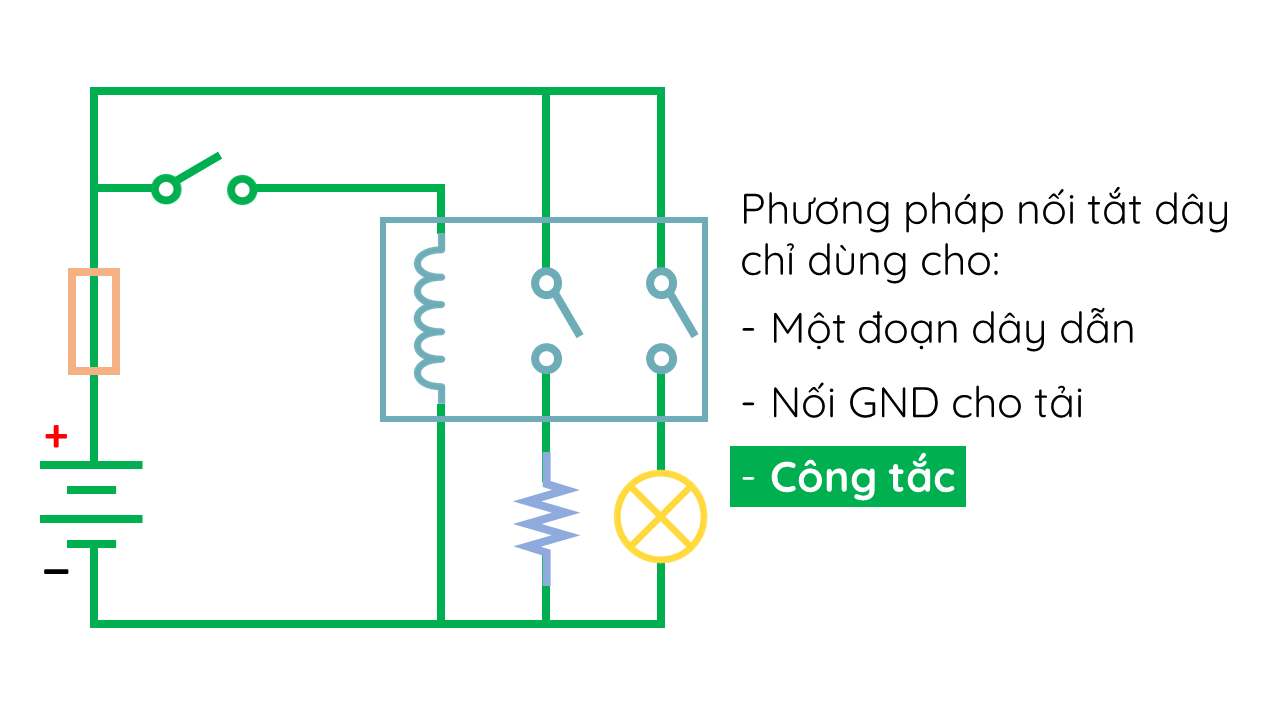 Phương pháp nối tắt dây
chỉ dùng cho:
- Một đoạn dây dẫn
- Nối GND cho tải
- Công tắc
+
−